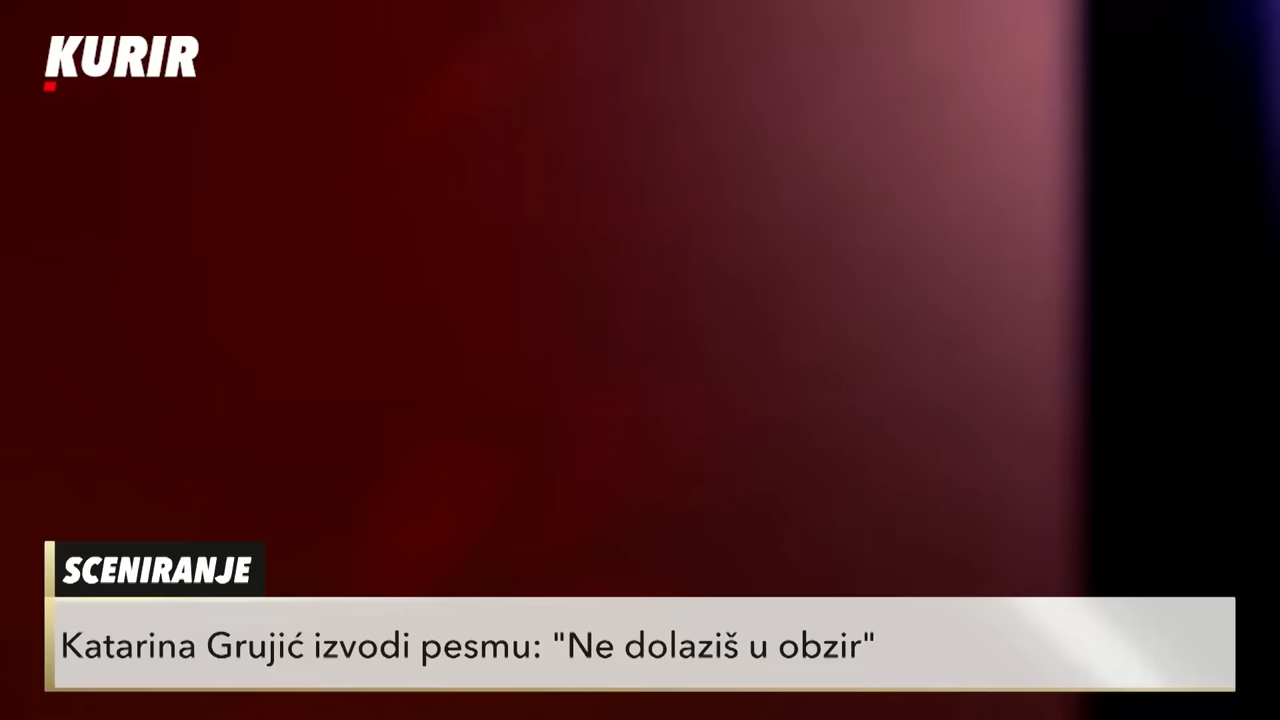 KURIR
SCENIRANJE
Katarina Grujić izvodi pesmu: "Ne dolaziš u obzir"